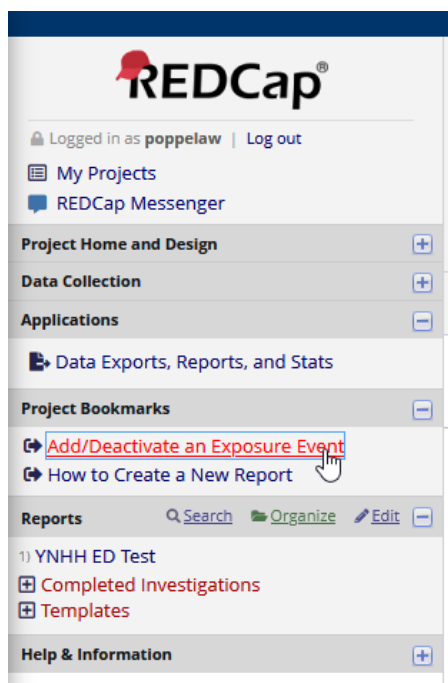 REDCap®
Logged in as poppelaw | Log out
My Projects
REDCap Messenger
Project Home and Design
Data Collection
Applications
Data Exports, Reports, and Stats
Project Bookmarks
Add/Deactivate an Exposure Event
How to Create a New Report
Reports Search Organize Edit
1) YNHH ED Test
Completed Investigations
Templates
Help & Information